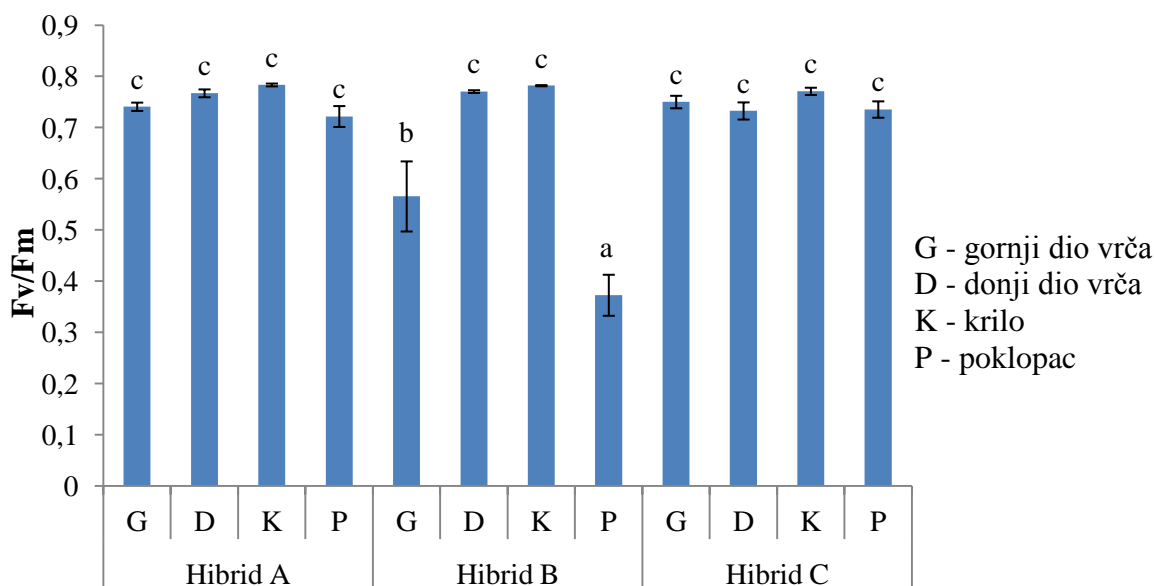 0,9
0,8
0,7
0,6
0,5
0,4
0,3
0,2
0,1
0
Fv/Fm
c c c c b c c a c c c c
G D K P G D K P G D K P
Hibrid A Hibrid B Hibrid C
G - gornji dio vrča
D - donji dio vrča
K - krilo
P - poklopac